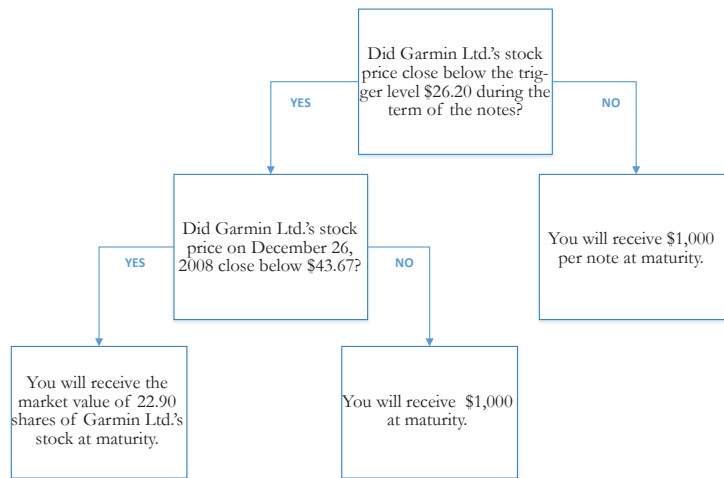 Did Garmin Ltd.'s stock
price close below the trig-
ger level $26.20 during the
term of the notes?
YES
NO
Did Garmin Ltd.'s stock
price on December 26,
2008 close below $43.67?
You will receive $1,000
per note at maturity.
YES
NO
You will receive the
market value of 22.90
shares of Garmin Ltd.'s
stock at maturity.
You will receive $1,000
at maturity.